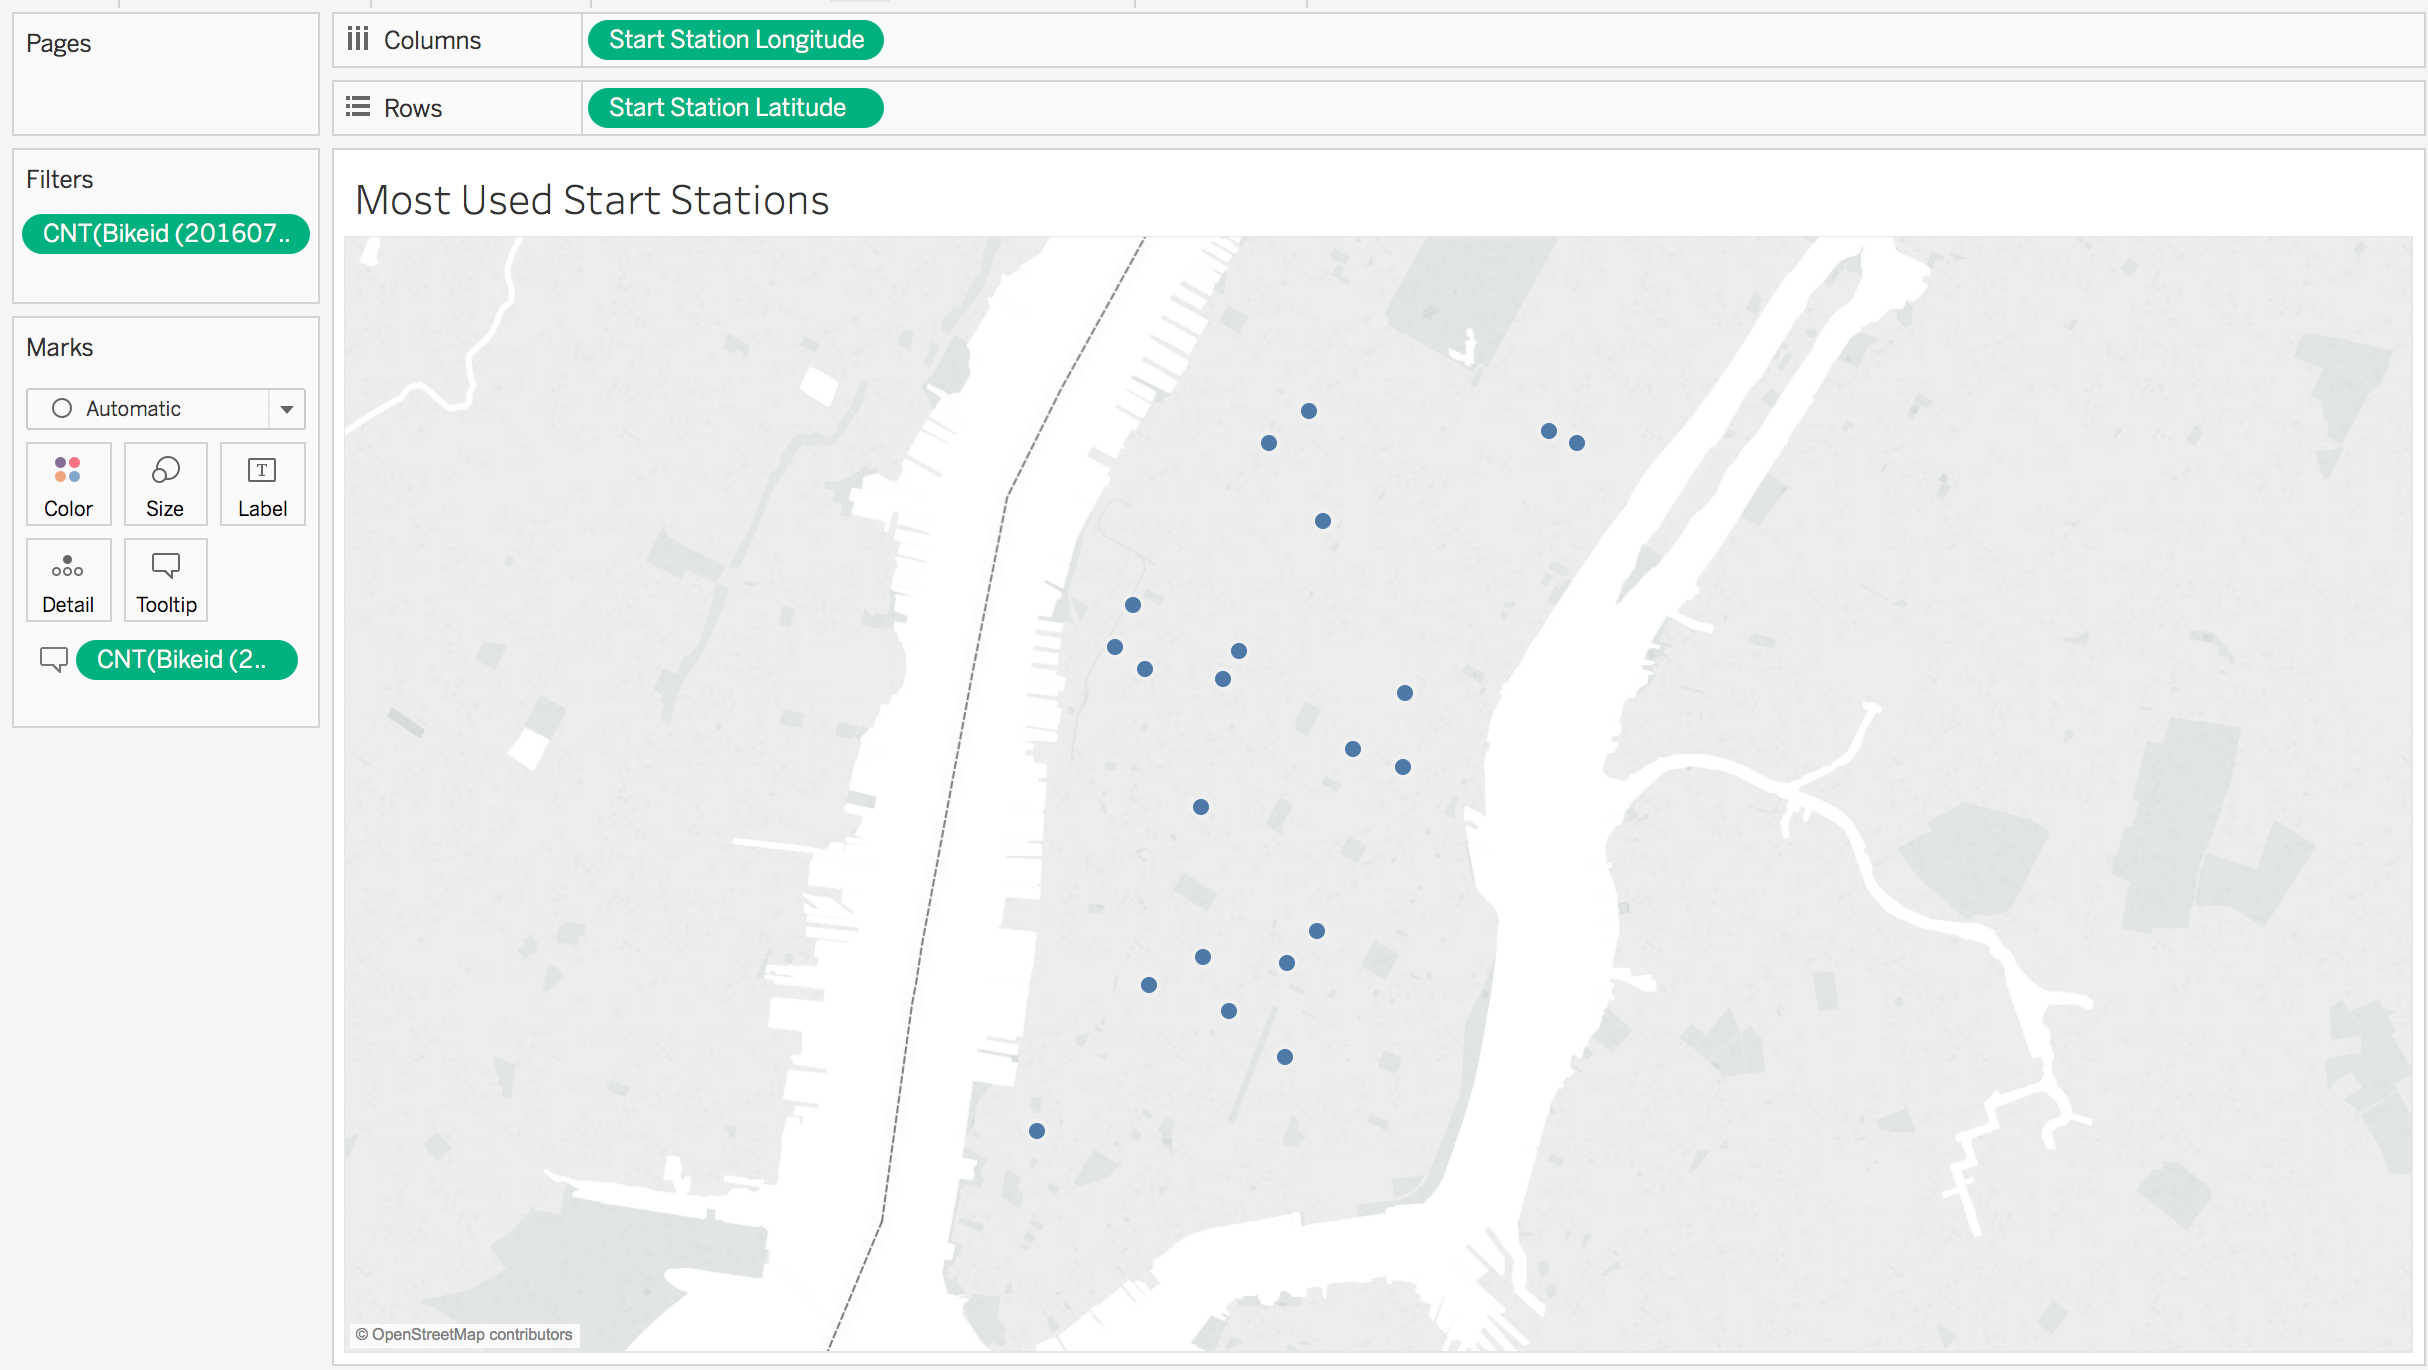 Pages
Columns
Start Station Longitude
Rows
Start Station Latitude
Filters
CNT(Bikeid (201607..
Marks
Automatic
Color
Size
T
Label
Detail
Tooltip
CNT(Bikeid (2..
Most Used Start Stations
© OpenStreetMap contributors